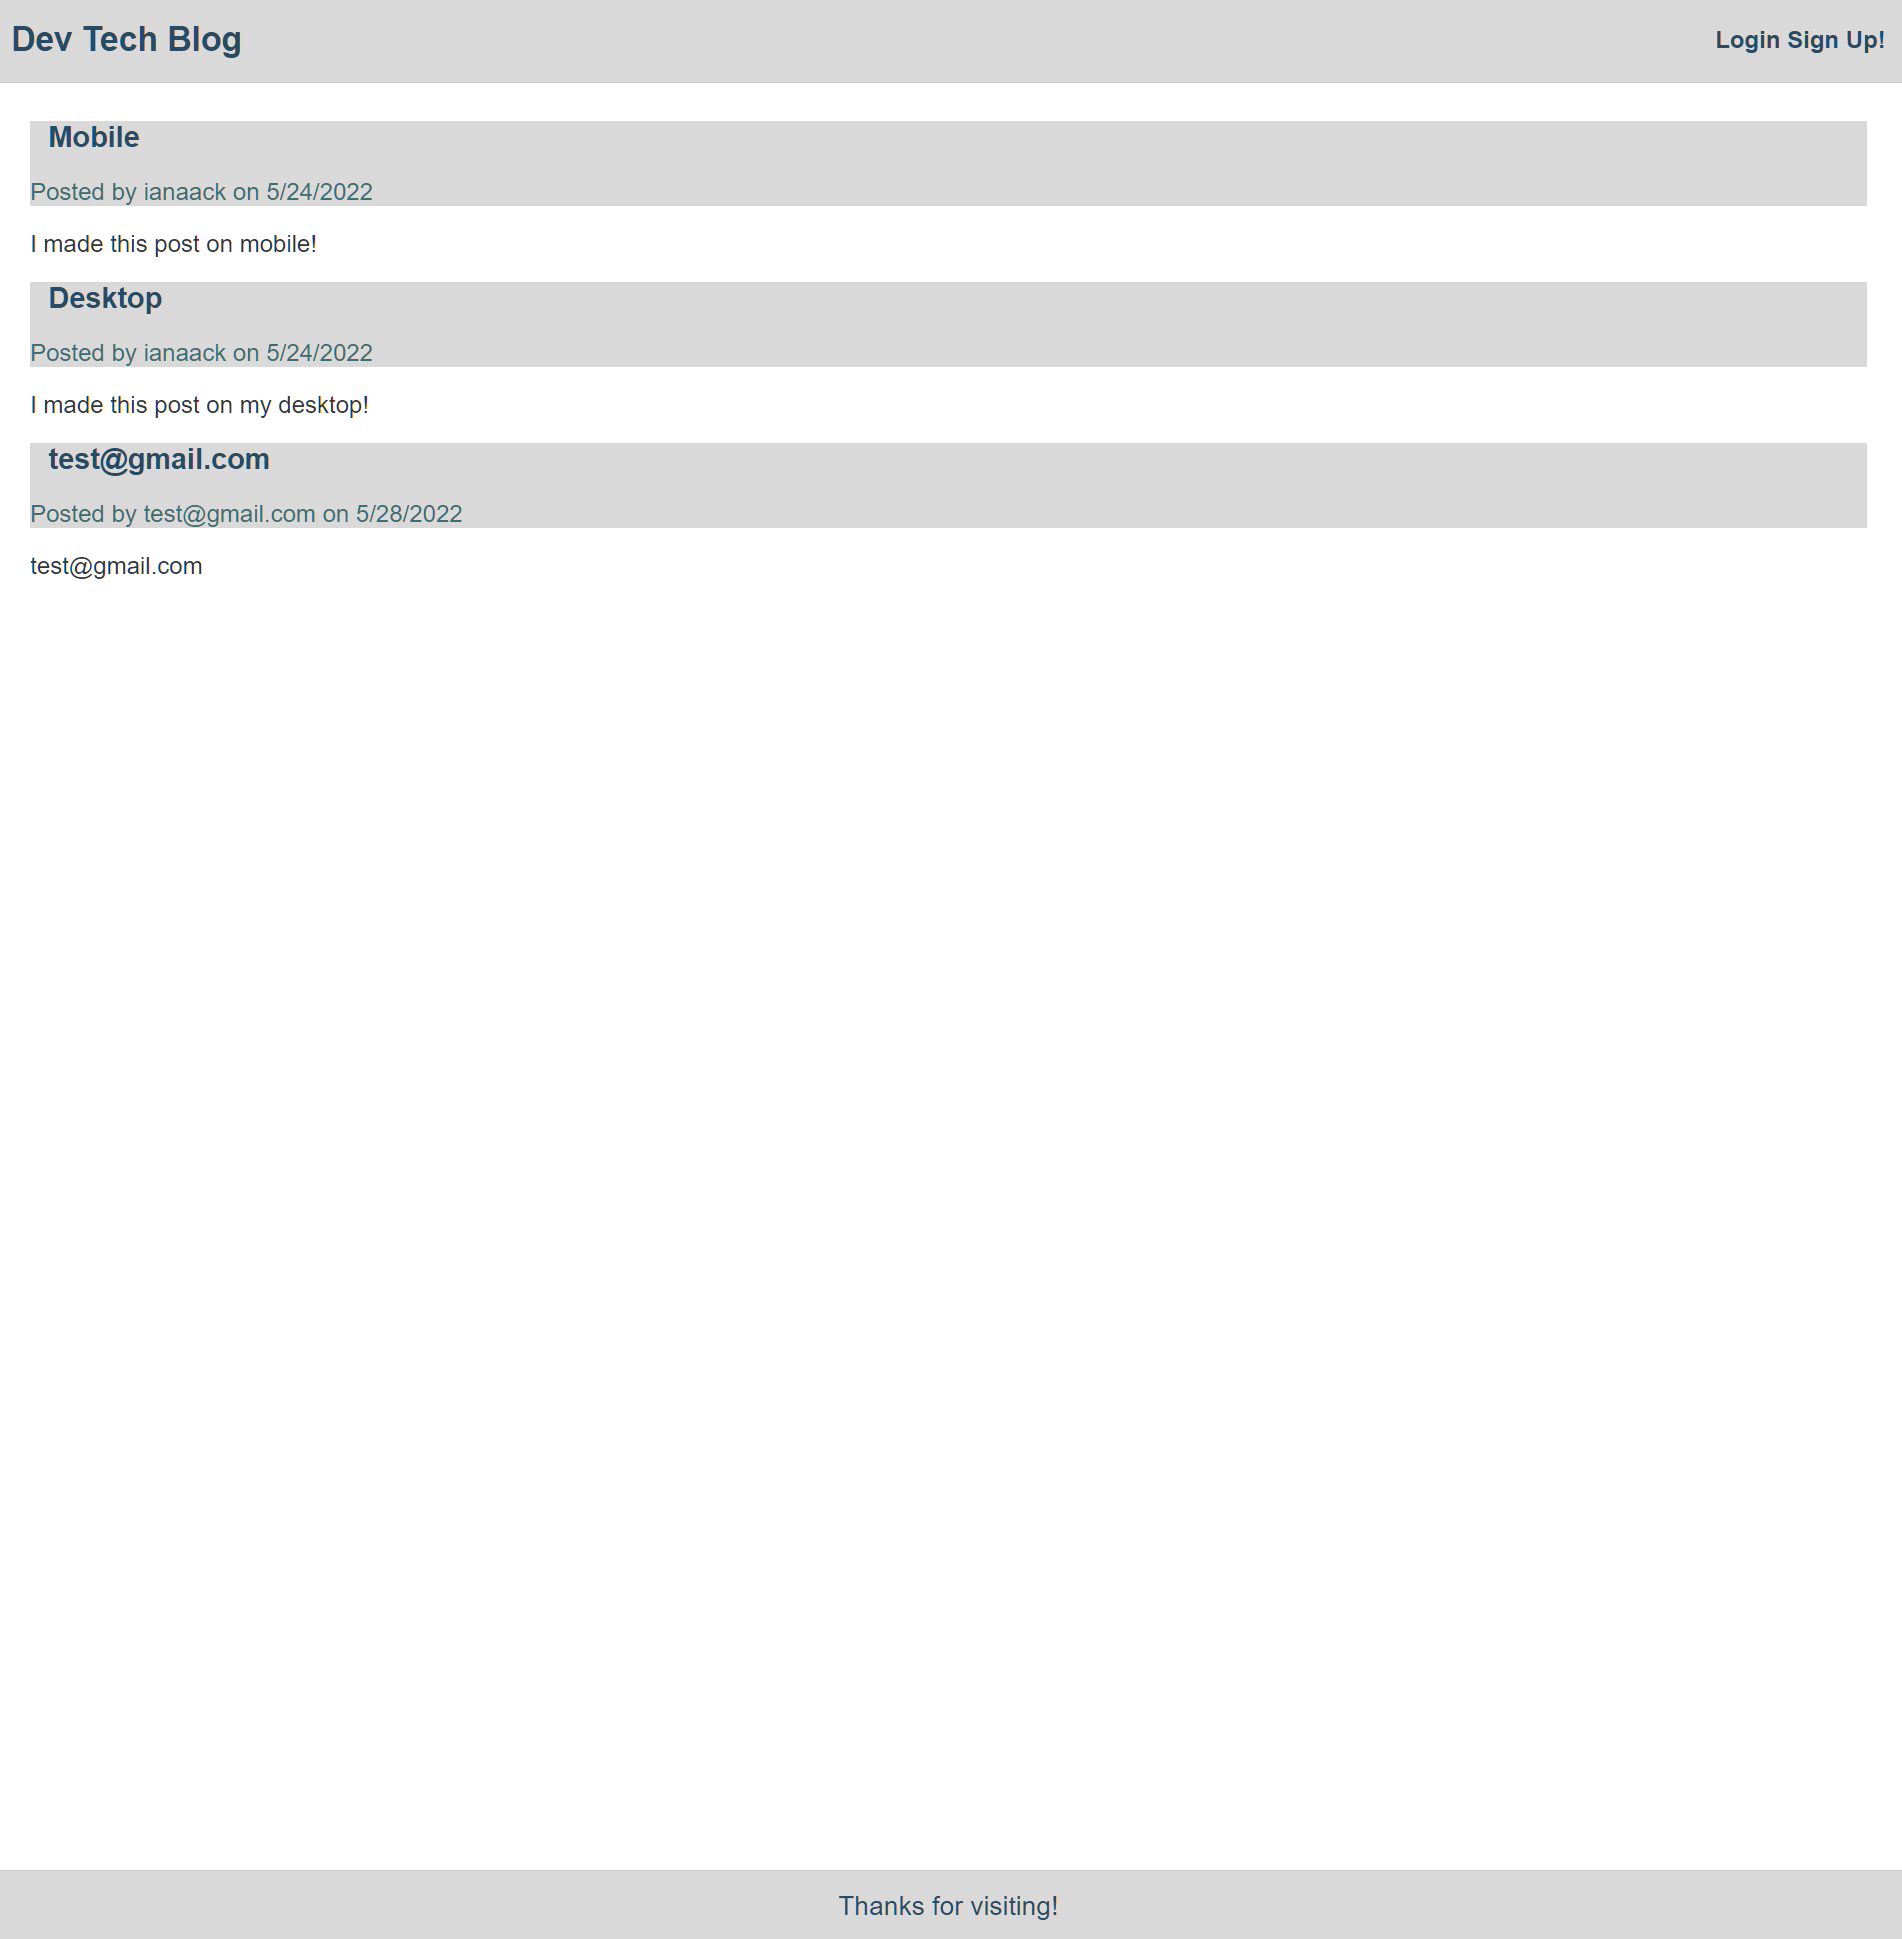 Dev Tech Blog
Login Sign Up!
Mobile
Posted by ianaack on 5/24/2022
I made this post on mobile!
Desktop
Posted by ianaack on 5/24/2022
I made this post on my desktop!
test@gmail.com
Posted by test@gmail.com on 5/28/2022
test@gmail.com
Thanks for visiting!